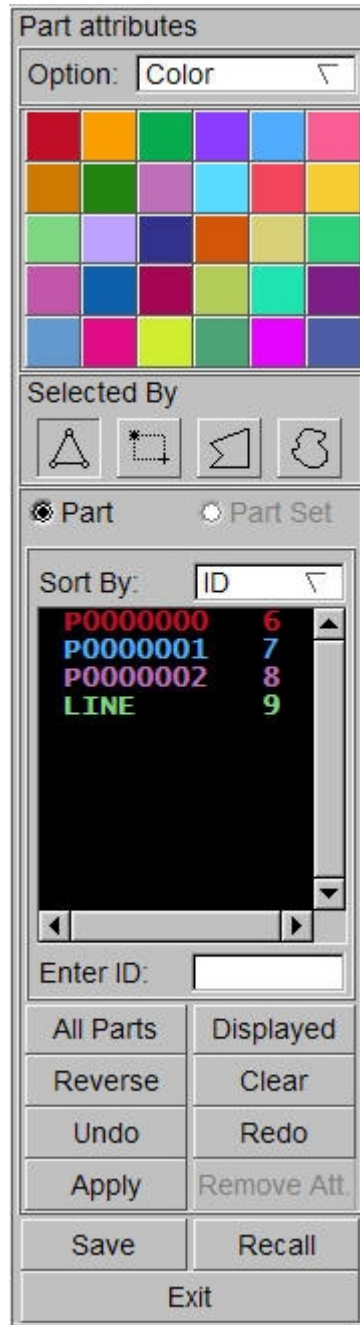 Part attributes
Option: Color
Selected By
Part Part Set
Sort By: ID
P0000000 6
P0000001 7
P0000002 8
LINE 9
Enter ID:
All Parts Displayed
Reverse Clear
Undo Redo
Apply Remove Att.
Save Recall
Exit